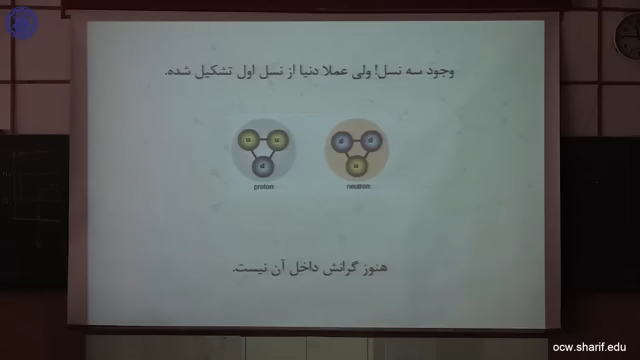 وجود سه نسل! ولی عملا دنیا از نسل اول تشکیل شده.
u u d
d d u
proton neutron
هنوز گرانش داخل آن نیست.
ocw.sharif.edu